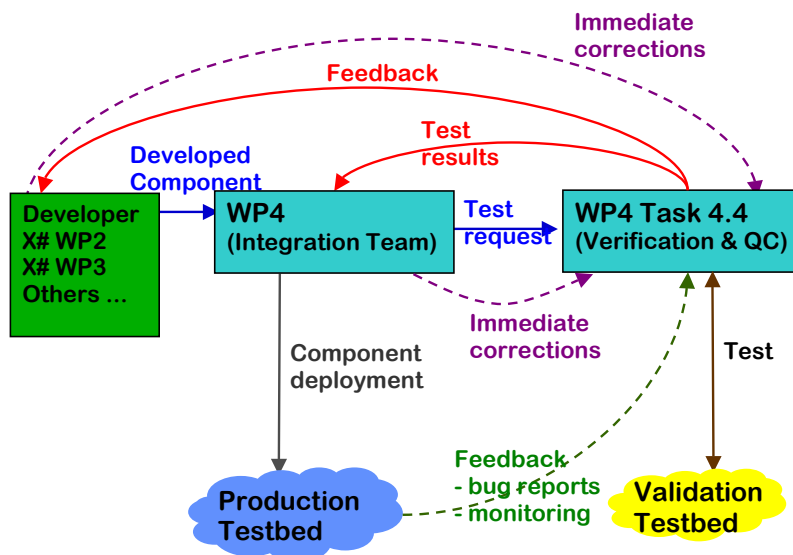 Immediate
corrections
Feedback
Test
results
Developed
Component
Developer
X# WP2
X# WP3
Others ...
WP4
(Integration Team)
Test
request
WP4 Task 4.4
(Verification & QC)
Immediate
corrections
Component
deployment
Test
Feedback
- bug reports
- monitoring
Production
Testbed
Validation
Testbed